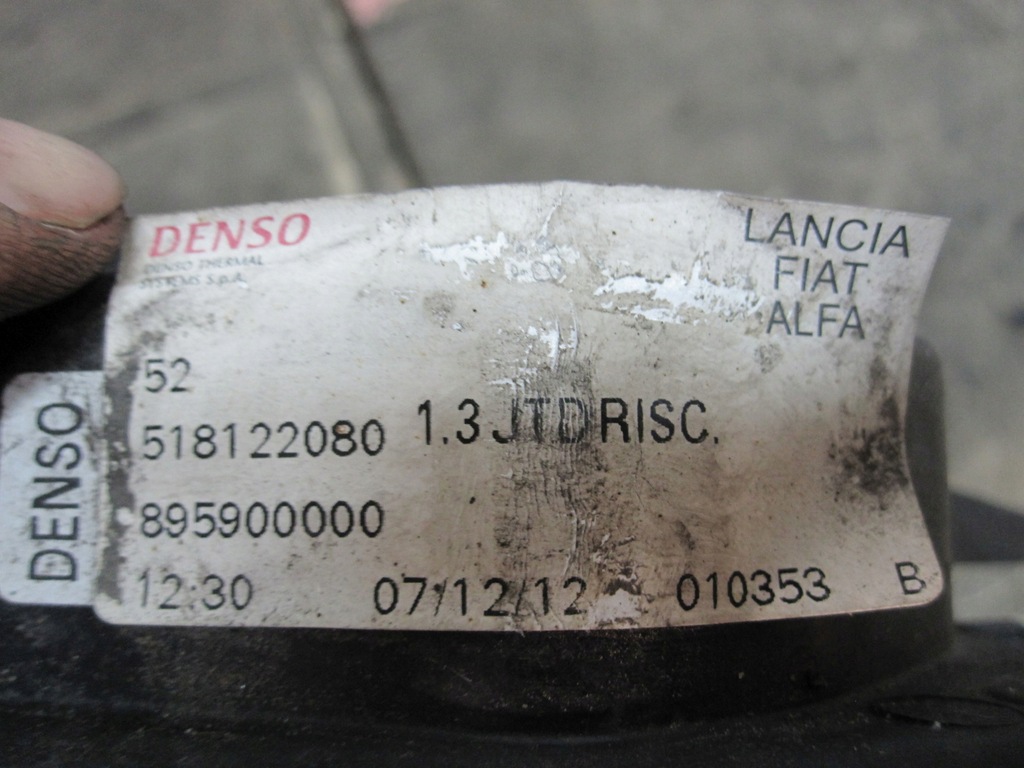 DENSO
DENSO THERMAL
SYSTEMS S.p.A.
LANCIA
FIAT
ALFA
52
518122080 1.3 JTD RISC.
895900000
12:30 07/12/12 010353 B
DENSO